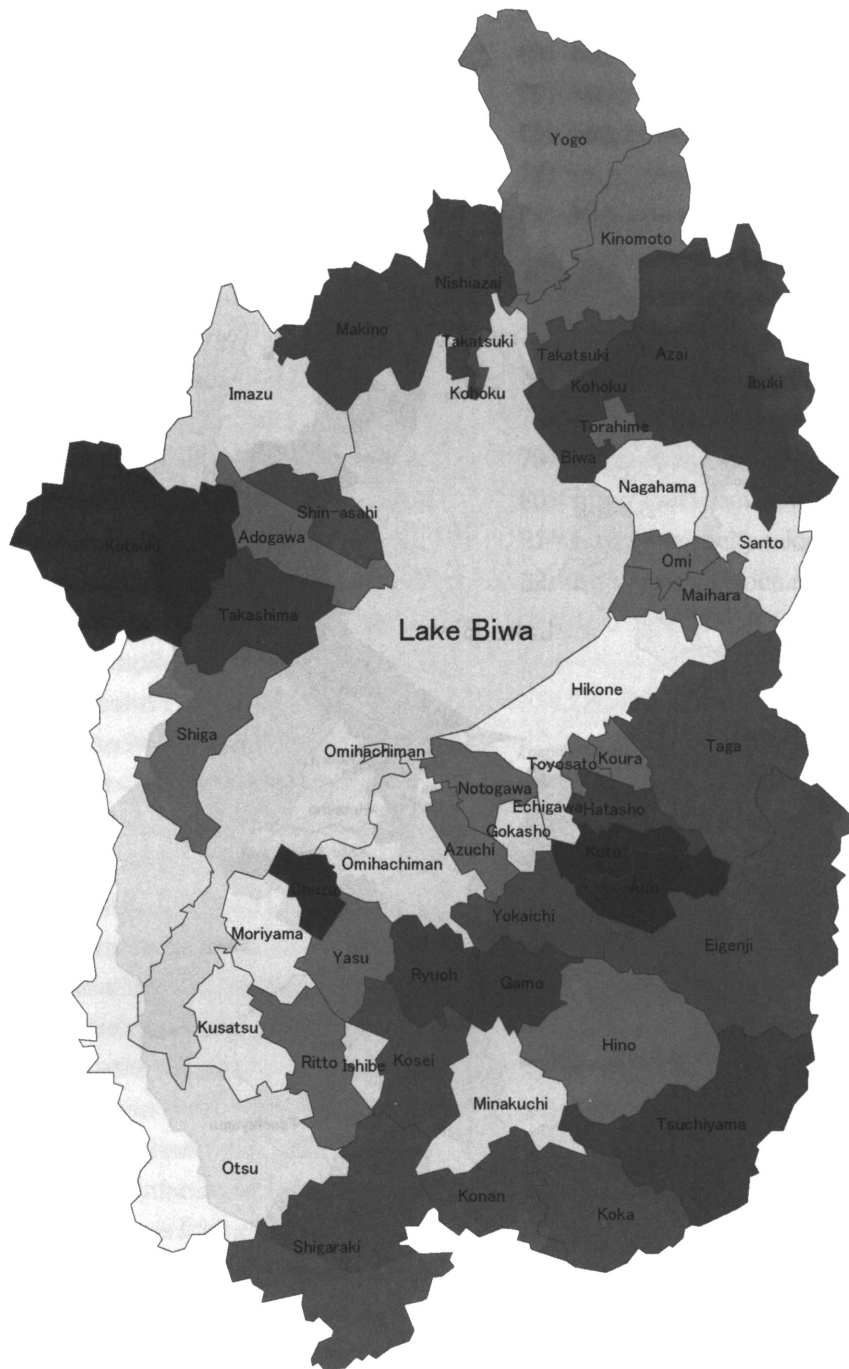 Yogo
Kinomoto
Nishiazai
Makino
Takatsuki
Takatsuki
Azai
Imazu
Kohoku
Kohoku
Ibuki
Torahime
Biwa
Nagahama
Shin-asahi
Adogawa
Kutsuki
Santo
Omi
Maihara
Takashima
Lake Biwa
Hikone
Shiga
Omihachiman
Toyosato
Koura
Taga
Notogawa
Echigawa
Hatasho
Gokasho
Azuchi
Koto
Omihachiman
Chuzu
Aito
Yokaichi
Moriyama
Eigenji
Yasu
Ryuoh
Gamo
Kusatsu
Hino
Ritto
Ishibe
Kosei
Minakuchi
Tsuchiyama
Otsu
Konan
Koka
Shigaraki